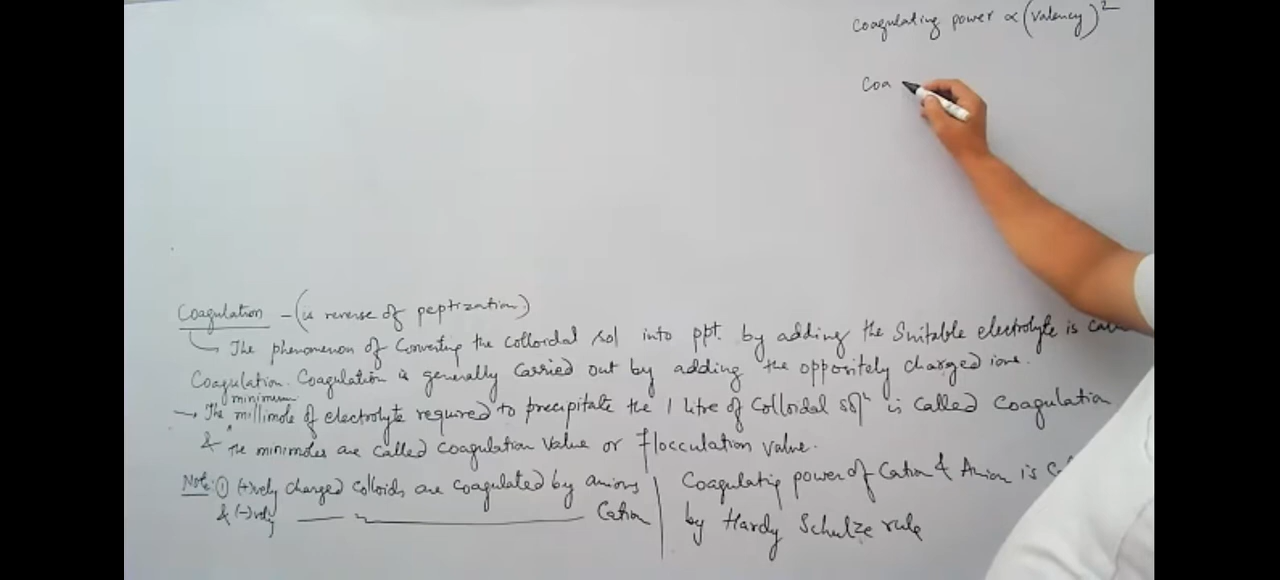 Coagulating power ∝ (valency)²
Coa
Coagulation - (is reverse of peptization.)
The phenomenon of Converting the colloidal sol into ppt. by adding the Suitable electrolyte is
Coagulation. Coagulation is generally Carried out by adding the oppositely charged ions.
minimum
→ The millimole of electrolyte required to precipitate the 1 litre of Colloidal solⁿ is Called Coagulation
& the minimoles are called coagulation value or Flocculation value.
Note: ① (+)vely charged Colloids are coagulated by anions
& (-)vely Cation
Coagulating power of Cation & Anion is
by Hardy Schulze rule